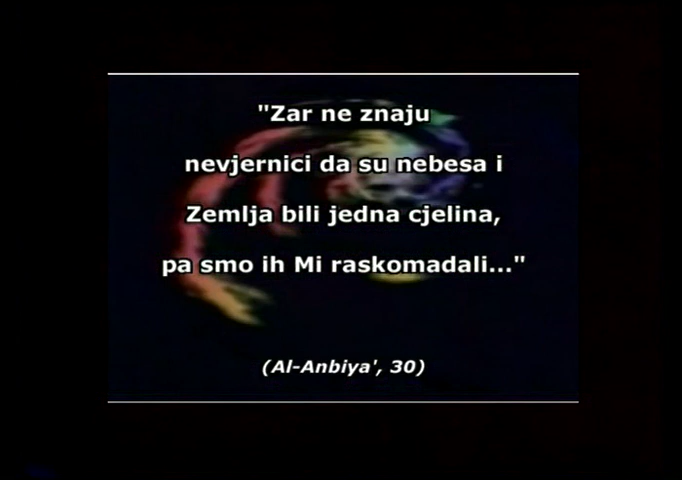 "Zar ne znaju
nevjernici da su nebesa i
Zemlja bili jedna cjelina,
pa smo ih Mi raskomadali..."
(Al-Anbiya', 30)